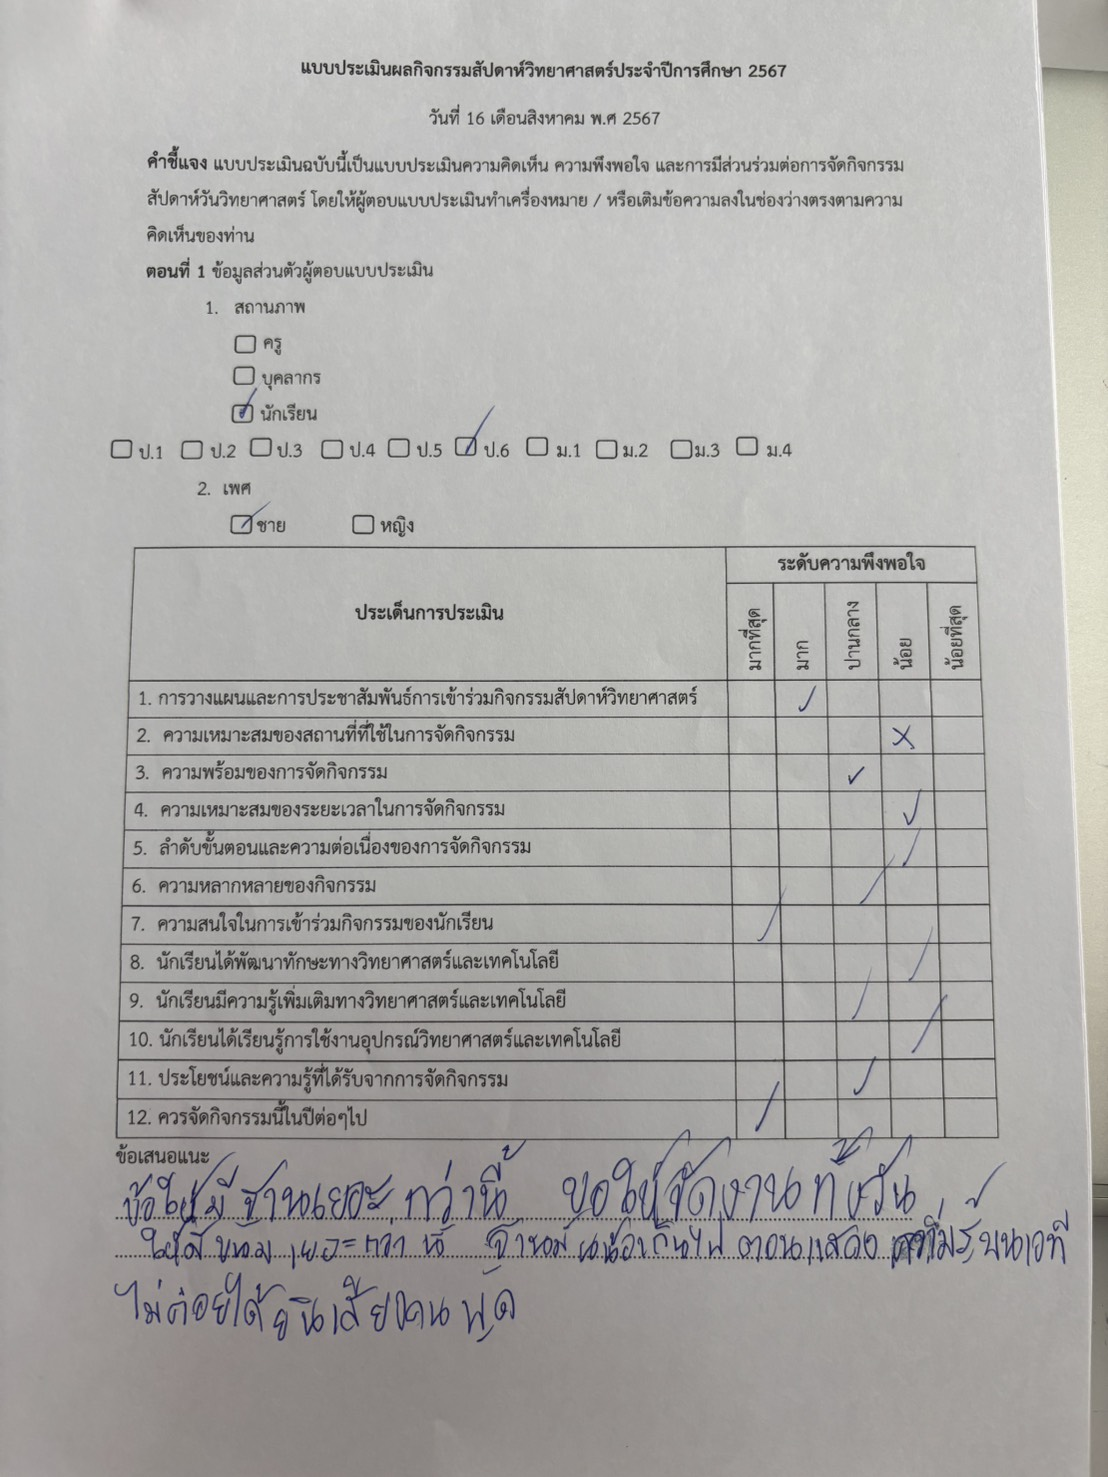 แบบประเมินผลกิจกรรมสัปดาห์วิทยาศาสตร์ประจำปีการศึกษา 2567
วันที่ 16 เดือนสิงหาคม พ.ศ 2567
คำชี้แจง แบบประเมินฉบับนี้เป็นแบบประเมินความคิดเห็น ความพึงพอใจ และการมีส่วนร่วมต่อการจัดกิจกรรม
สัปดาห์วันวิทยาศาสตร์ โดยให้ผู้ตอบแบบประเมินทำเครื่องหมาย / หรือเติมข้อความลงในช่องว่างตรงตามความ
คิดเห็นของท่าน
ตอนที่ 1 ข้อมูลส่วนตัวผู้ตอบแบบประเมิน
1. สถานภาพ
ครู
บุคลากร
นักเรียน
ป.1 ป.2 ป.3 ป.4 ป.5 ป.6 ม.1 ม.2 ม.3 ม.4
2. เพศ
ชาย หญิง
ประเด็นการประเมิน ระดับความพึงพอใจ
มากที่สุด มาก ปานกลาง น้อย น้อยที่สุด
1. การวางแผนและการประชาสัมพันธ์การเข้าร่วมกิจกรรมสัปดาห์วิทยาศาสตร์
2. ความเหมาะสมของสถานที่ที่ใช้ในการจัดกิจกรรม
3. ความพร้อมของการจัดกิจกรรม
4. ความเหมาะสมของระยะเวลาในการจัดกิจกรรม
5. ลำดับขั้นตอนและความต่อเนื่องของการจัดกิจกรรม
6. ความหลากหลายของกิจกรรม
7. ความสนใจในการเข้าร่วมกิจกรรมของนักเรียน
8. นักเรียนได้พัฒนาทักษะทางวิทยาศาสตร์และเทคโนโลยี
9. นักเรียนมีความรู้เพิ่มเติมทางวิทยาศาสตร์และเทคโนโลยี
10. นักเรียนได้เรียนรู้การใช้งานอุปกรณ์วิทยาศาสตร์และเทคโนโลยี
11. ประโยชน์และความรู้ที่ได้รับจากการจัดกิจกรรม
12. ควรจัดกิจกรรมนี้ในปีต่อๆไป
ข้อเสนอแนะ
ข้อให้มีฐานเยอะกว่านี้ ขอให้จัดงานทั้งวัน
ให้มีขนมเยอะกว่านี้ น้อยเกินไป ตอนแสดง บนเวที
ไม่ค่อยได้ยินเสียงคนพูด